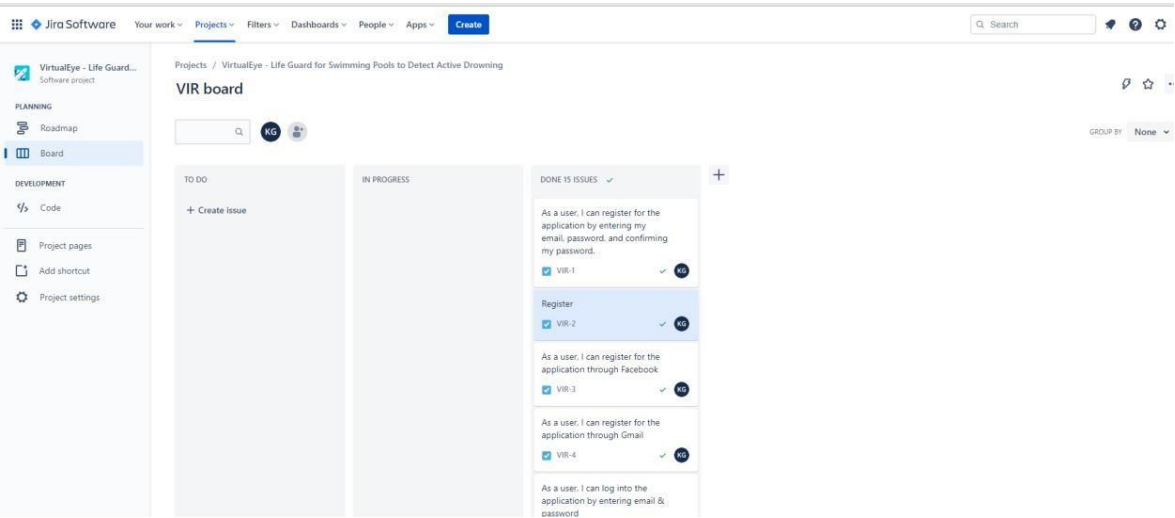 Jira Software Your work Projects Filters Dashboards People Apps Create Search
VirtualEye - Life Guard...
Software project
PLANNING
Roadmap
Board
DEVELOPMENT
Code
Project pages
Add shortcut
Project settings
Projects / VirtualEye - Life Guard for Swimming Pools to Detect Active Drowning
VIR board
KG
GROUP BY None
TO DO
+ Create issue
IN PROGRESS
DONE 15 ISSUES
As a user, I can register for the
application by entering my
email, password, and confirming
my password.
VIR-1 KG
Register
VIR-2 KG
As a user, I can register for the
application through Facebook
VIR-3 KG
As a user, I can register for the
application through Gmail
VIR-4 KG
As a user, I can log into the
application by entering email &
password